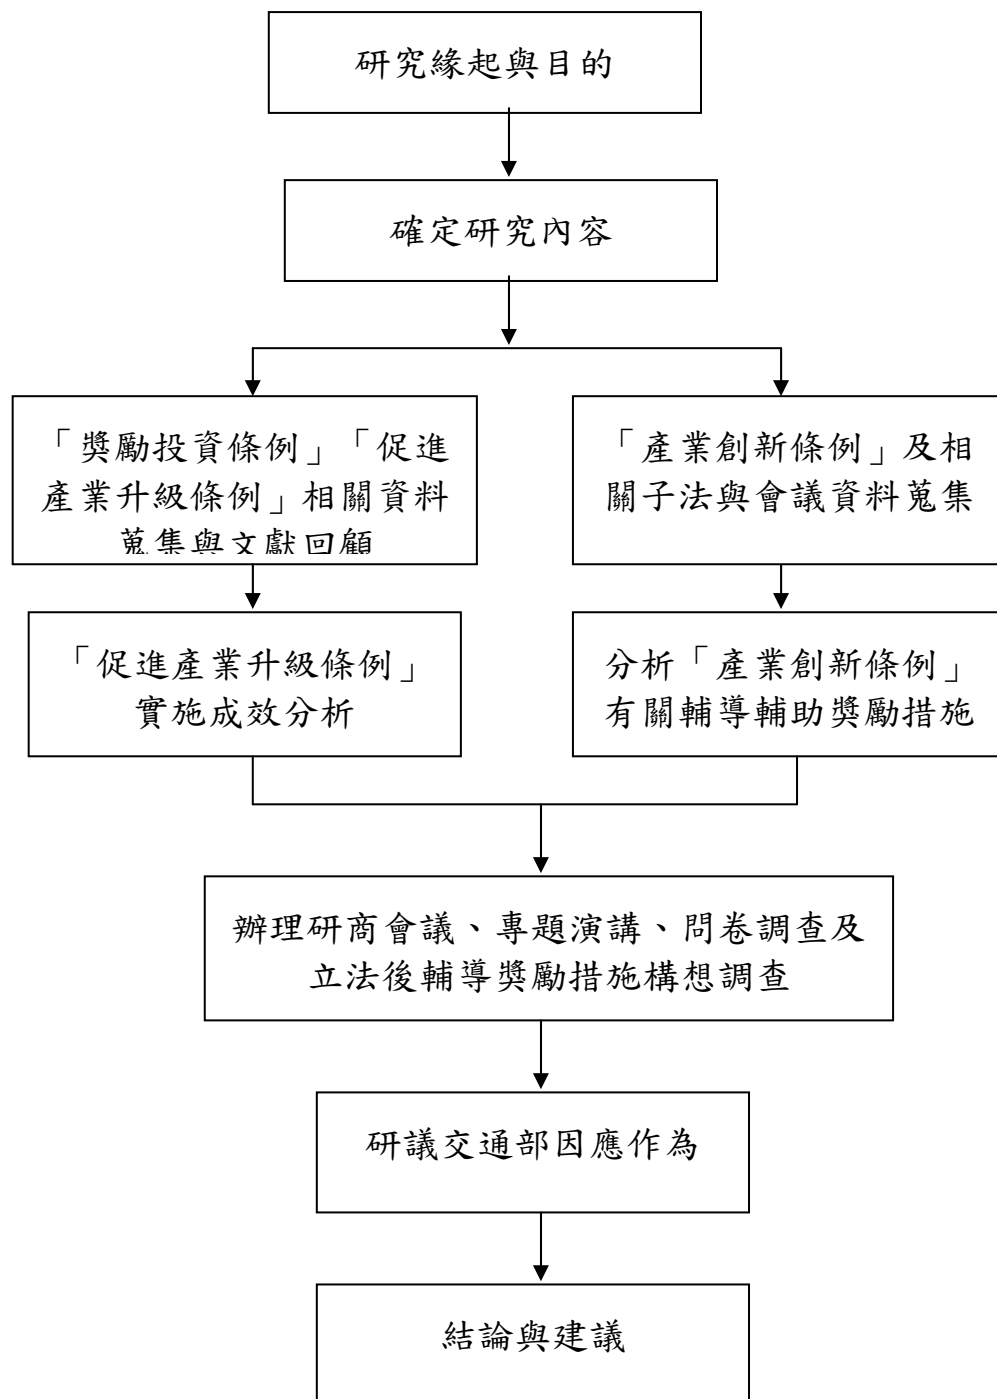 研究緣起與目的
確定研究內容
「獎勵投資條例」「促進
產業升級條例」相關資料
蒐集與文獻回顧
「產業創新條例」及相
關子法與會議資料蒐集
「促進產業升級條例」
實施成效分析
分析「產業創新條例」
有關輔導輔助獎勵措施
辦理研商會議、專題演講、問卷調查及
立法後輔導獎勵措施構想調查
研議交通部因應作為
結論與建議